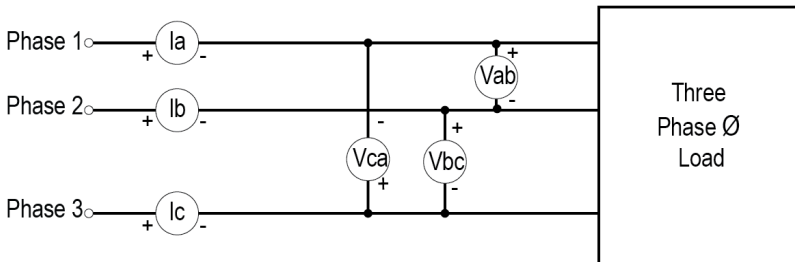 Phase 1
+ Ia -
+
Vab
-
Phase 2
+ Ib -
-
Vca
+
+
Vbc
-
Phase 3
+ Ic -
Three
Phase Ø
Load